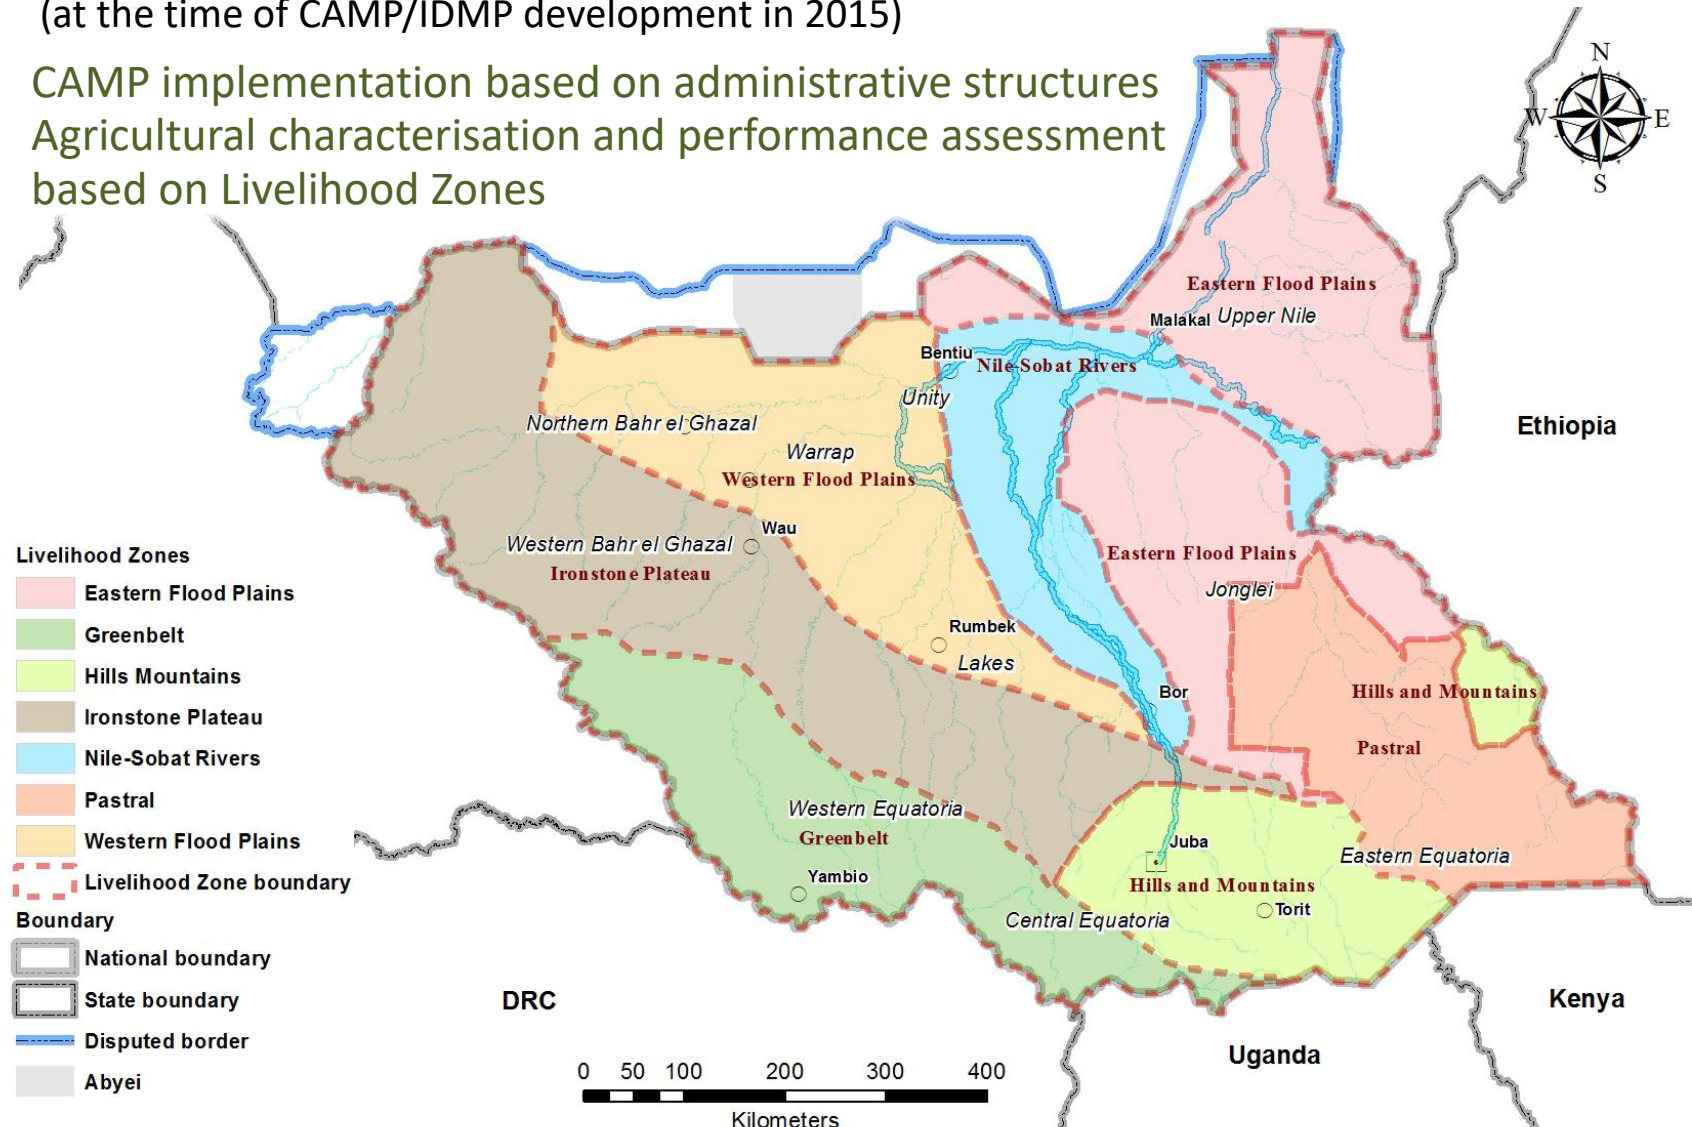 (at the time of CAMP/IDMP development in 2015)
CAMP implementation based on administrative structures
Agricultural characterisation and performance assessment
based on Livelihood Zones
N
W
E
S
Eastern Flood Plains
Malakal
Upper Nile
Bentiu
Nile-Sobat Rivers
Unity
Ethiopia
Northern Bahr el Ghazal
Warrap
Western Flood Plains
Wau
Western Bahr el Ghazal
Ironstone Plateau
Eastern Flood Plains
Jonglei
Rumbek
Lakes
Bor
Hills and Mountains
Pastral
Western Equatoria
Greenbelt
Juba
Eastern Equatoria
Yambio
Hills and Mountains
Torit
Central Equatoria
DRC
Kenya
Uganda
Livelihood Zones
Eastern Flood Plains
Greenbelt
Hills Mountains
Ironstone Plateau
Nile-Sobat Rivers
Pastral
Western Flood Plains
Livelihood Zone boundary
Boundary
National boundary
State boundary
Disputed border
Abyei
0 50 100 200 300 400
Kilometers